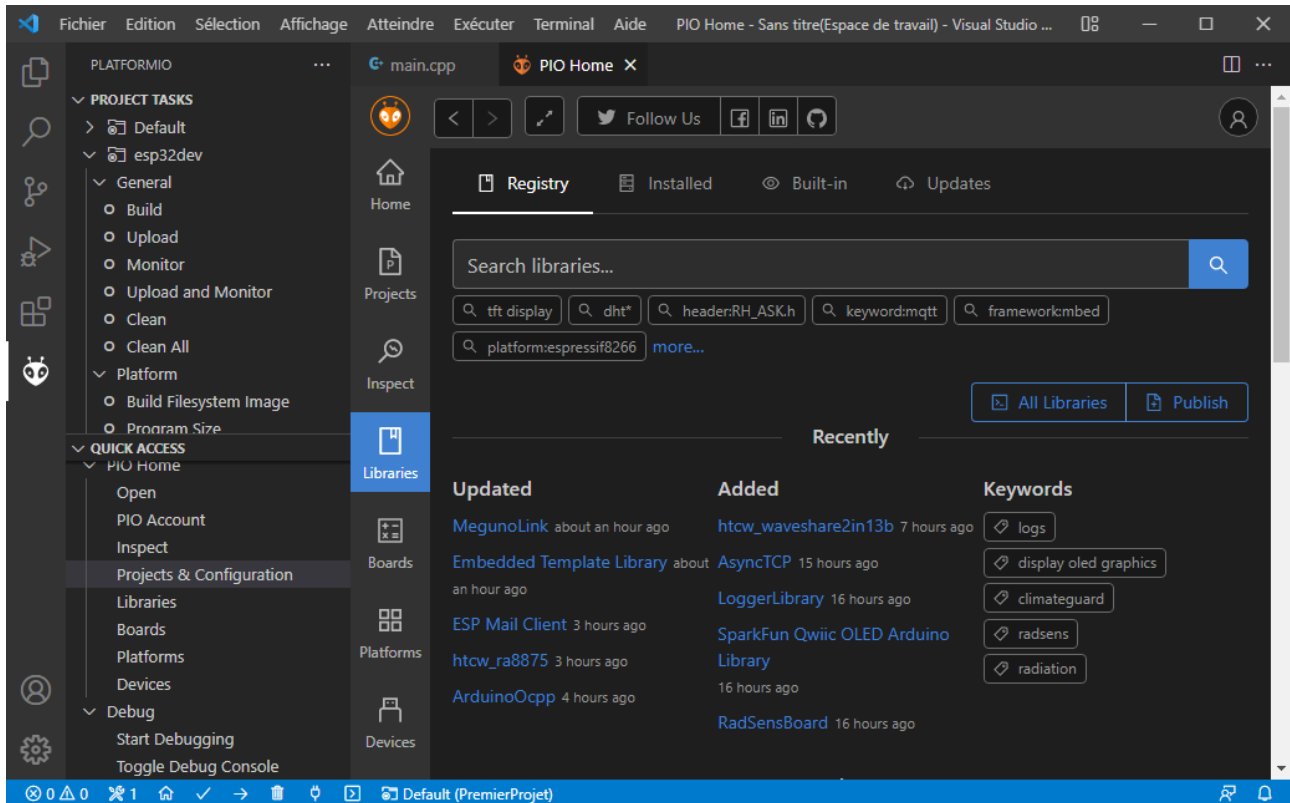 Fichier Edition Sélection Affichage Atteindre Exécuter Terminal Aide PIO Home - Sans titre(Espace de travail) - Visual Studio ...
PLATFORMIO ...
main.cpp
PIO Home
PROJECT TASKS
Default
esp32dev
General
Build
Upload
Monitor
Upload and Monitor
Clean
Clean All
Platform
Build Filesystem Image
Program Size
QUICK ACCESS
PIO Home
Open
PIO Account
Inspect
Projects & Configuration
Libraries
Boards
Platforms
Devices
Debug
Start Debugging
Toggle Debug Console
Home
Projects
Inspect
Libraries
Boards
Platforms
Devices
Follow Us
Registry Installed Built-in Updates
Search libraries...
tft display dht* header:RH_ASK.h keyword:mqtt framework:mbed
platform:espressif8266 more...
All Libraries Publish
Recently
Updated
MegunoLink about an hour ago
Embedded Template Library about
an hour ago
ESP Mail Client 3 hours ago
htcw_ra8875 3 hours ago
ArduinoOcpp 4 hours ago
Added
htcw_waveshare2in13b 7 hours ago
AsyncTCP 15 hours ago
LoggerLibrary 16 hours ago
SparkFun Qwiic OLED Arduino
Library
16 hours ago
RadSensBoard 16 hours ago
Keywords
logs
display oled graphics
climateguard
radsens
radiation
0 0 1 Default (PremierProjet)